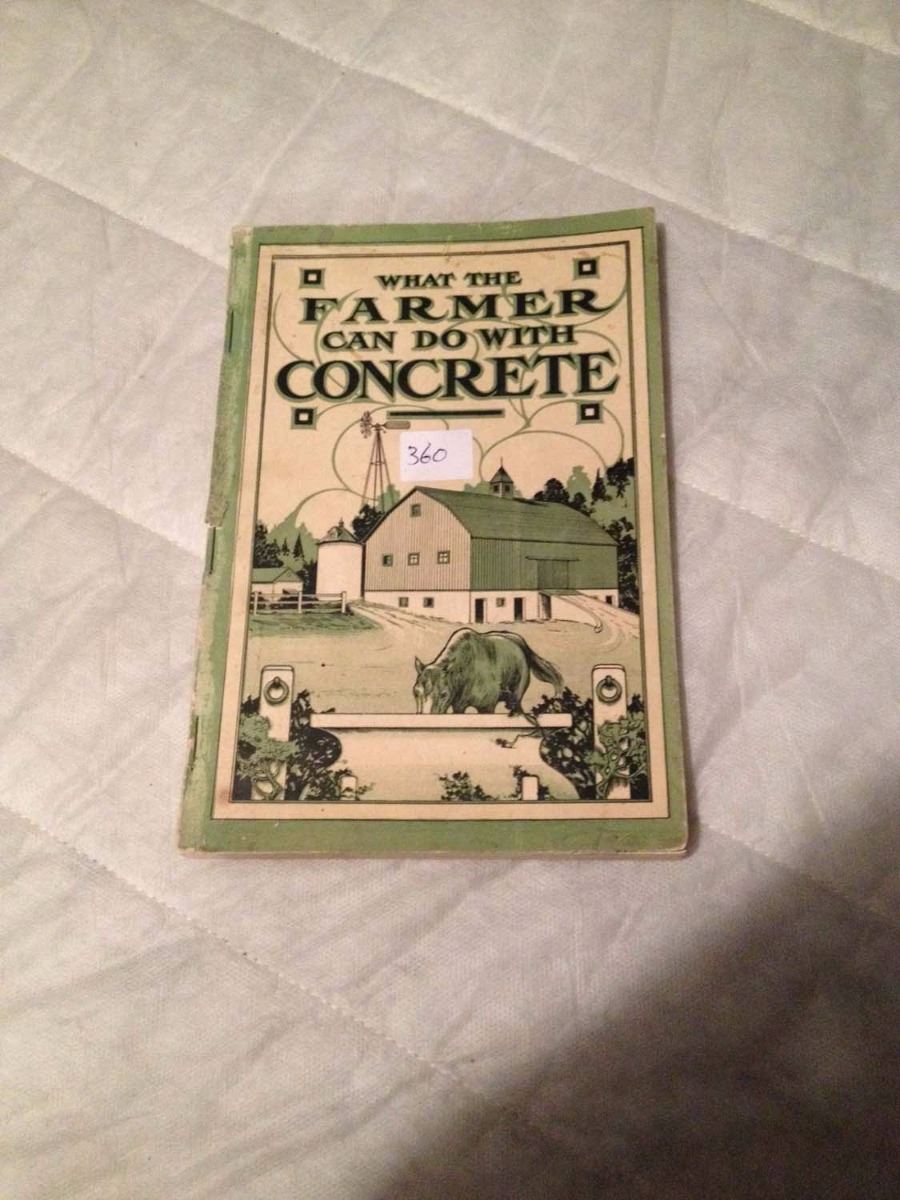 WHAT THE
FARMER
CAN DO WITH
CONCRETE
360